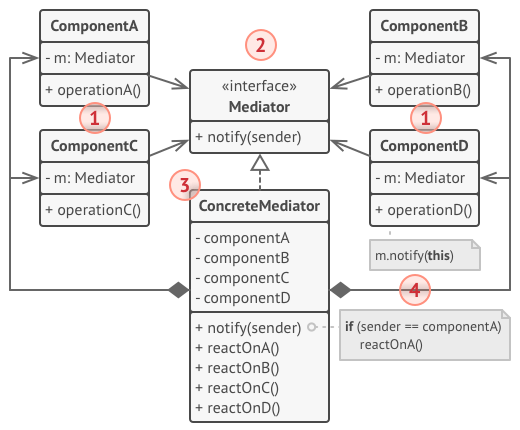 ComponentA
- m: Mediator
+ operationA()
ComponentB
- m: Mediator
+ operationB()
2
«interface»
Mediator
+ notify(sender)
1
1
ComponentC
- m: Mediator
+ operationC()
ComponentD
- m: Mediator
+ operationD()
m.notify(this)
3
ConcreteMediator
- componentA
- componentB
- componentC
- componentD
+ notify(sender)
+ reactOnA()
+ reactOnB()
+ reactOnC()
+ reactOnD()
4
if (sender == componentA)
reactOnA()